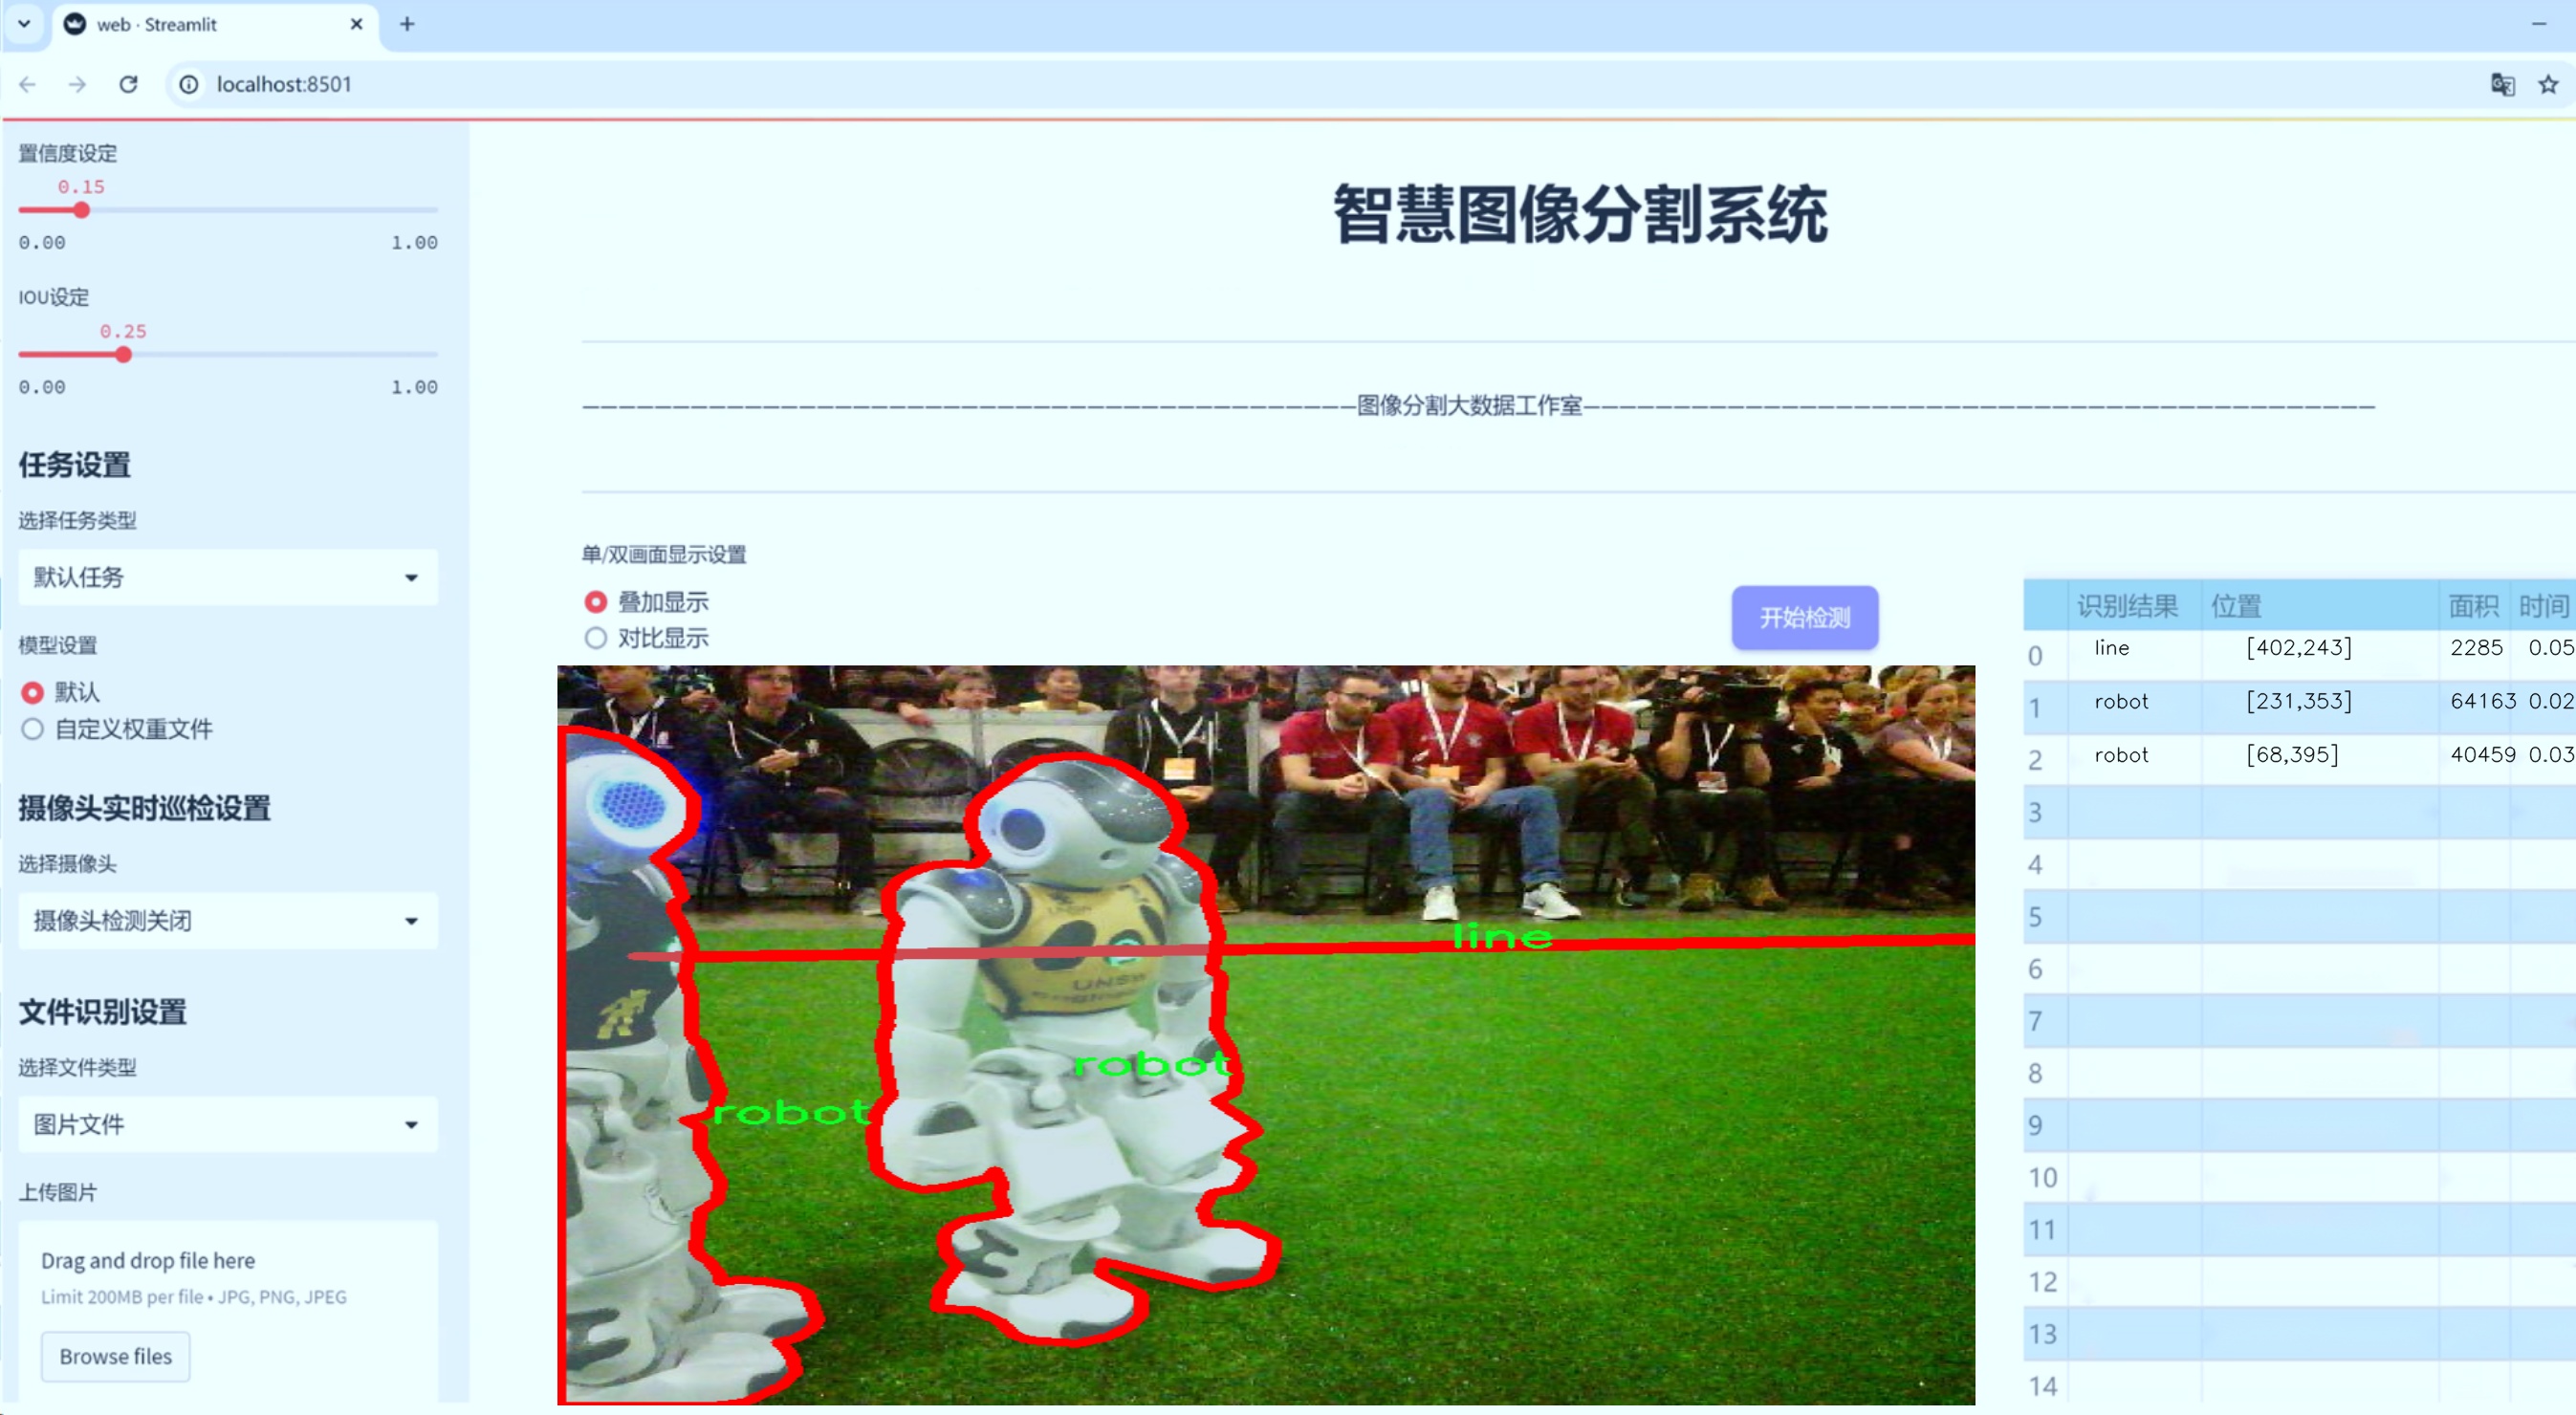 web · Streamlit
localhost:8501
置信度设定
0.15
0.00 1.00
IOU设定
0.25
0.00 1.00
任务设置
选择任务类型
默认任务
模型设置
默认
自定义权重文件
摄像头实时巡检设置
选择摄像头
摄像头检测关闭
文件识别设置
选择文件类型
图片文件
上传图片
Drag and drop file here
Limit 200MB per file • JPG, PNG, JPEG
Browse files
智慧图像分割系统
———————————————————————————————————————————图像分割大数据工作室————————————————————————————————————————————
单/双画面显示设置
叠加显示
对比显示
开始检测
line
UNSW
robot
robot
识别结果 位置 面积 时间
0 line [402,243] 2285 0.05
1 robot [231,353] 64163 0.02
2 robot [68,395] 40459 0.03
3
4
5
6
7
8
9
10
11
12
13
14